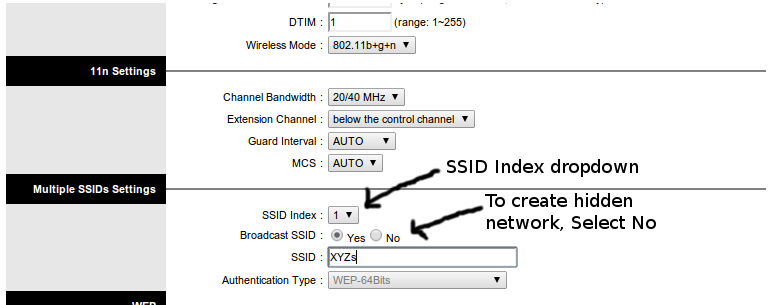 DTIM : 1 (range: 1~255)
Wireless Mode : 802.11b+g+n
11n Settings
Channel Bandwidth : 20/40 MHz
Extension Channel : below the control channel
Guard Interval : AUTO
MCS : AUTO
SSID Index dropdown
Multiple SSIDs Settings
To create hidden
network, Select No
SSID Index : 1
Broadcast SSID : Yes No
SSID : XYZs
Authentication Type : WEP-64Bits
WEP